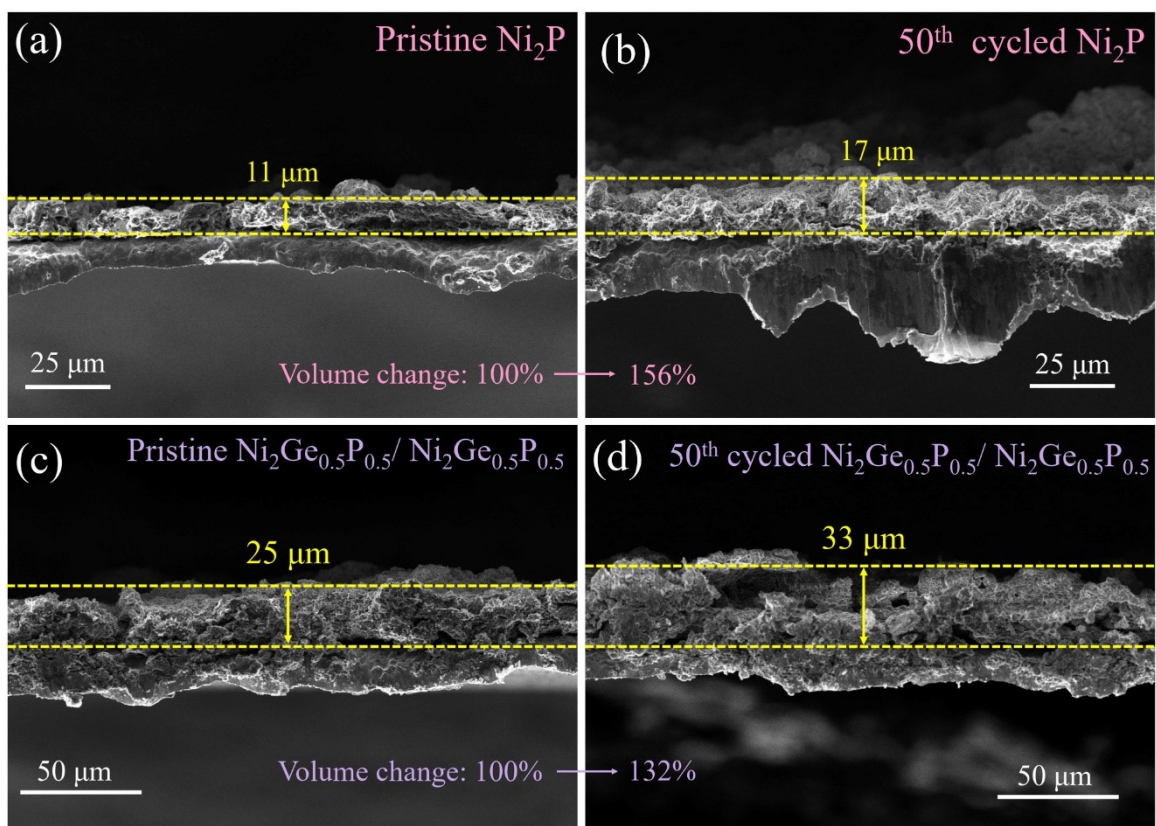 (a)
Pristine Ni₂P
11 μm
25 μm
(b)
50ᵗʰ cycled Ni₂P
17 μm
25 μm
Volume change: 100% → 156%
(c)
Pristine Ni₂Ge₀.₅P₀.₅/ Ni₂Ge₀.₅P₀.₅
25 μm
50 μm
(d)
50ᵗʰ cycled Ni₂Ge₀.₅P₀.₅/ Ni₂Ge₀.₅P₀.₅
33 μm
50 μm
Volume change: 100% → 132%